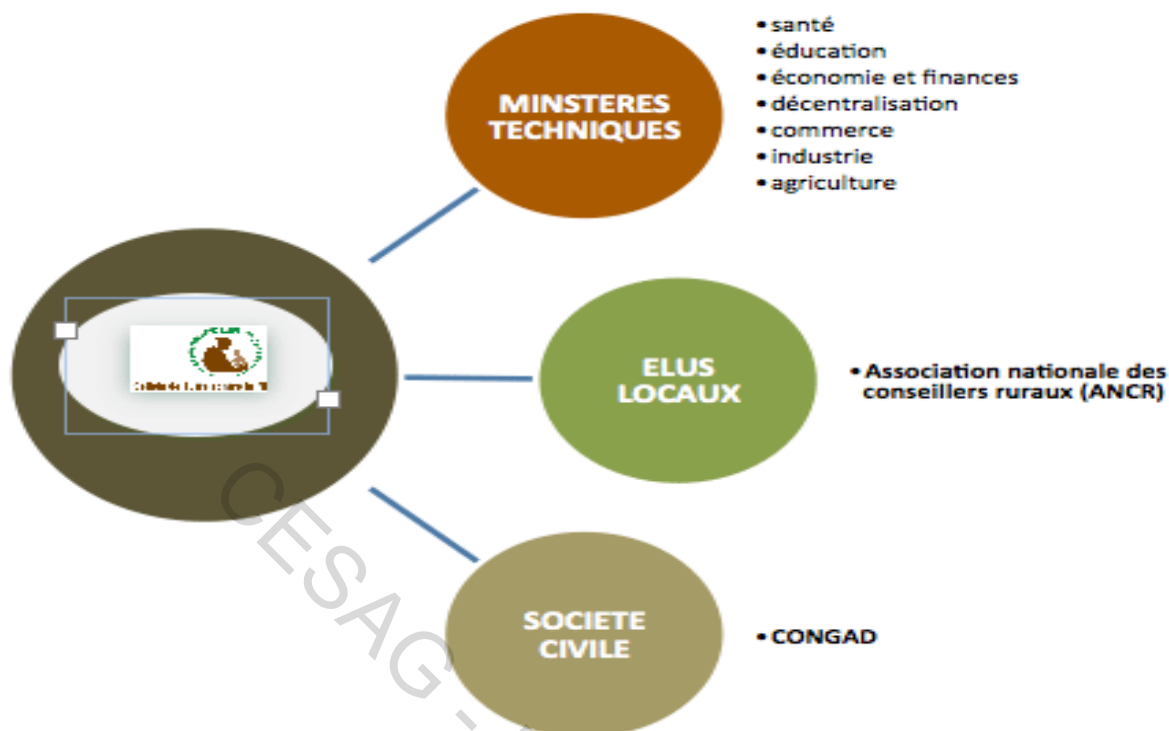 • santé
• éducation
• économie et finances
• décentralisation
• commerce
• industrie
• agriculture
MINSTERES
TECHNIQUES
ELUS
LOCAUX
• Association nationale des
conseillers ruraux (ANCR)
SOCIETE
CIVILE
• CONGAD
CESAG -